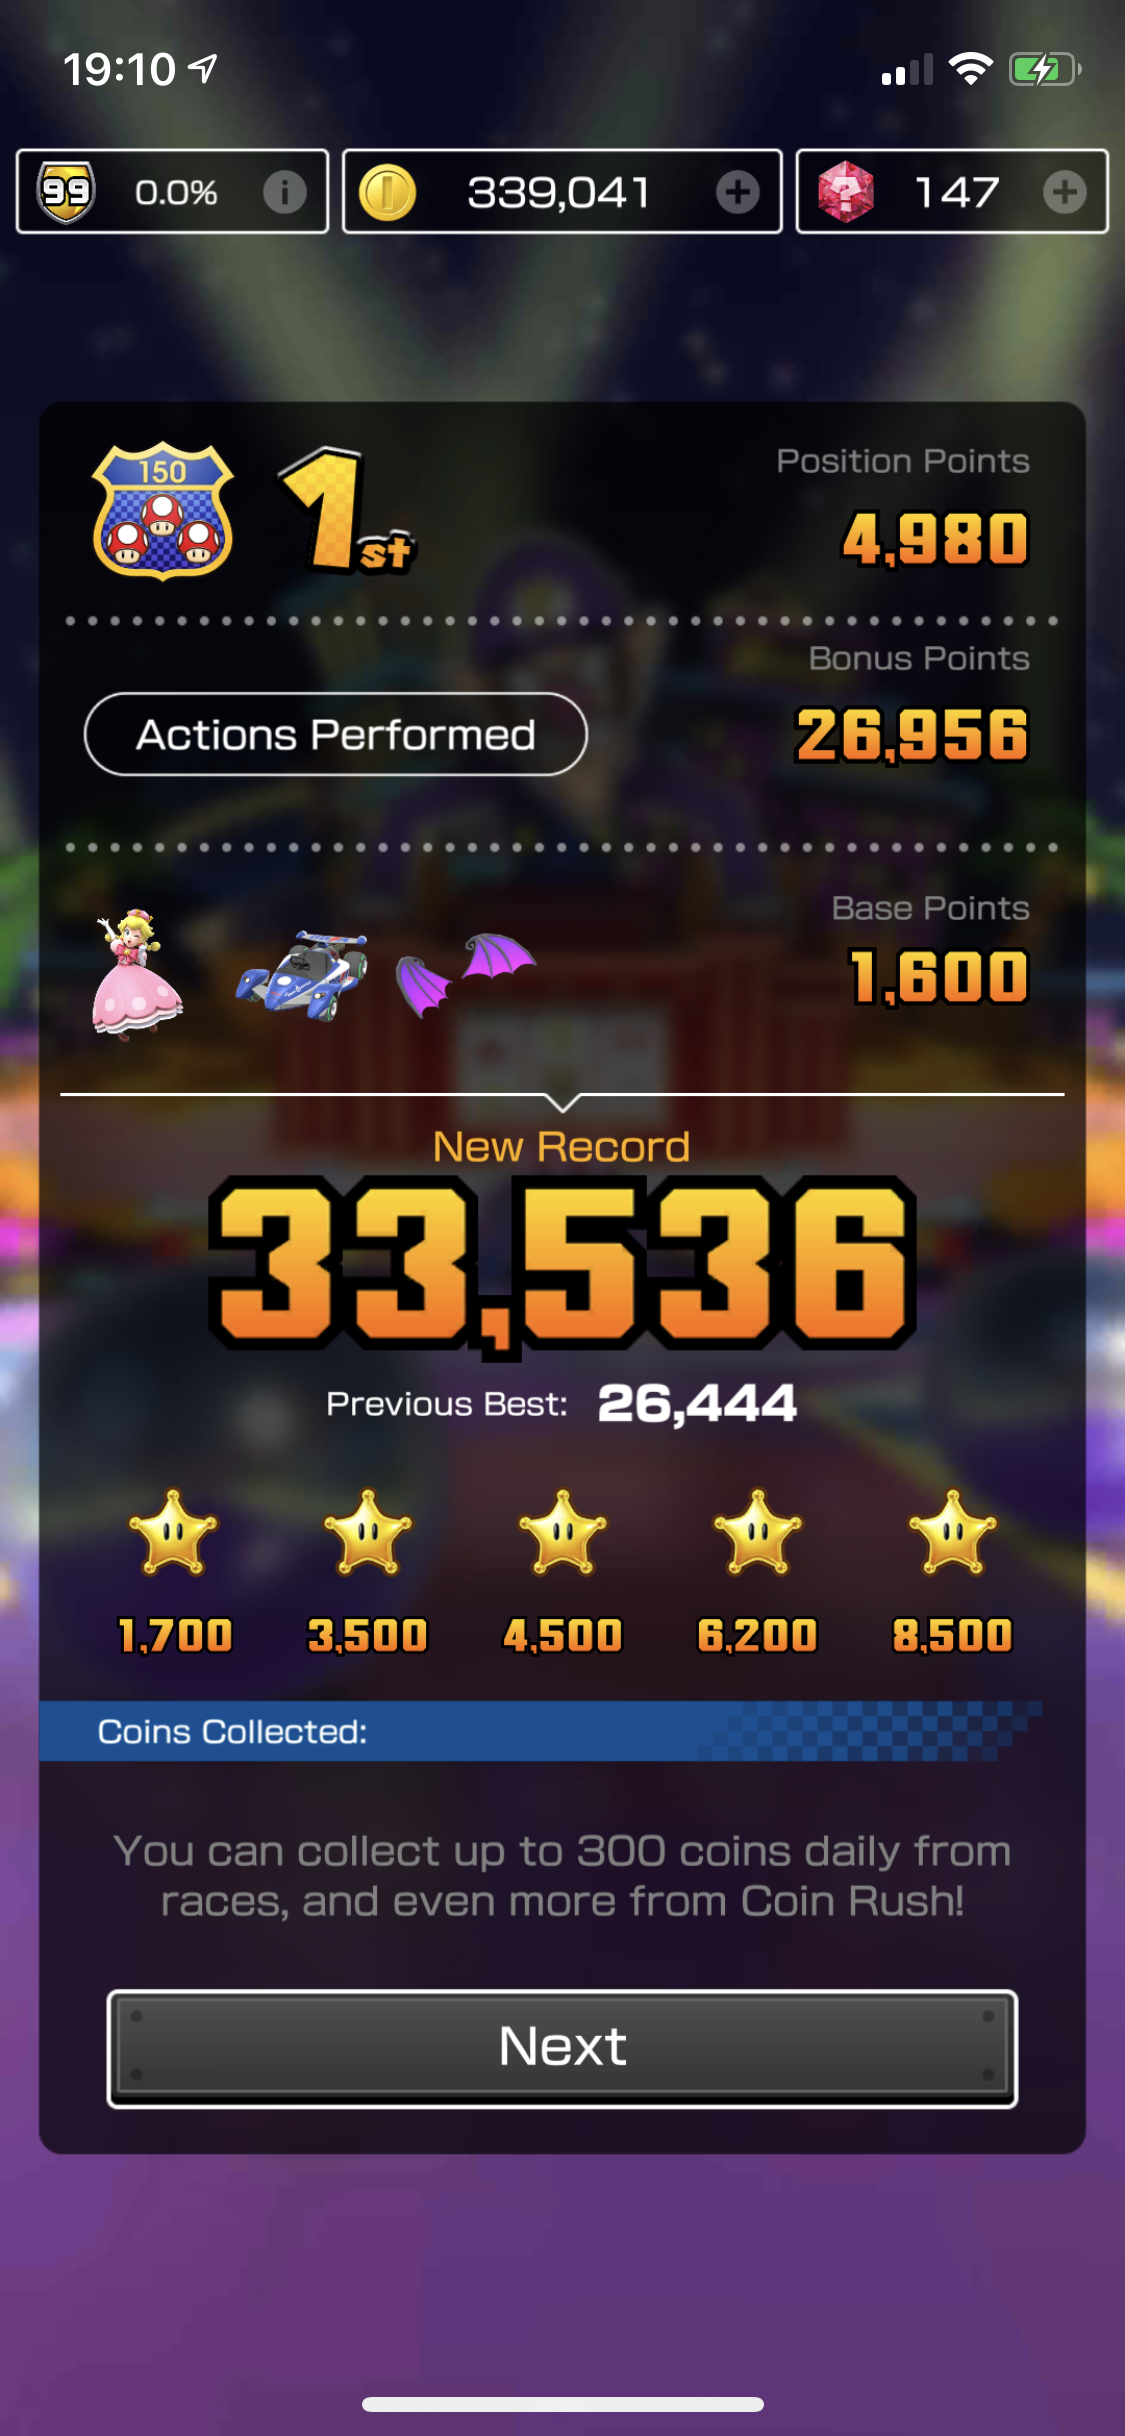 19:10
99 0.0% i 339,041 + ? 147 +
150 1st Position Points
4,980
Bonus Points
Actions Performed 26,956
Base Points
1,600
New Record
33,536
Previous Best: 26,444
1,700 3,500 4,500 6,200 8,500
Coins Collected:
You can collect up to 300 coins daily from
races, and even more from Coin Rush!
Next